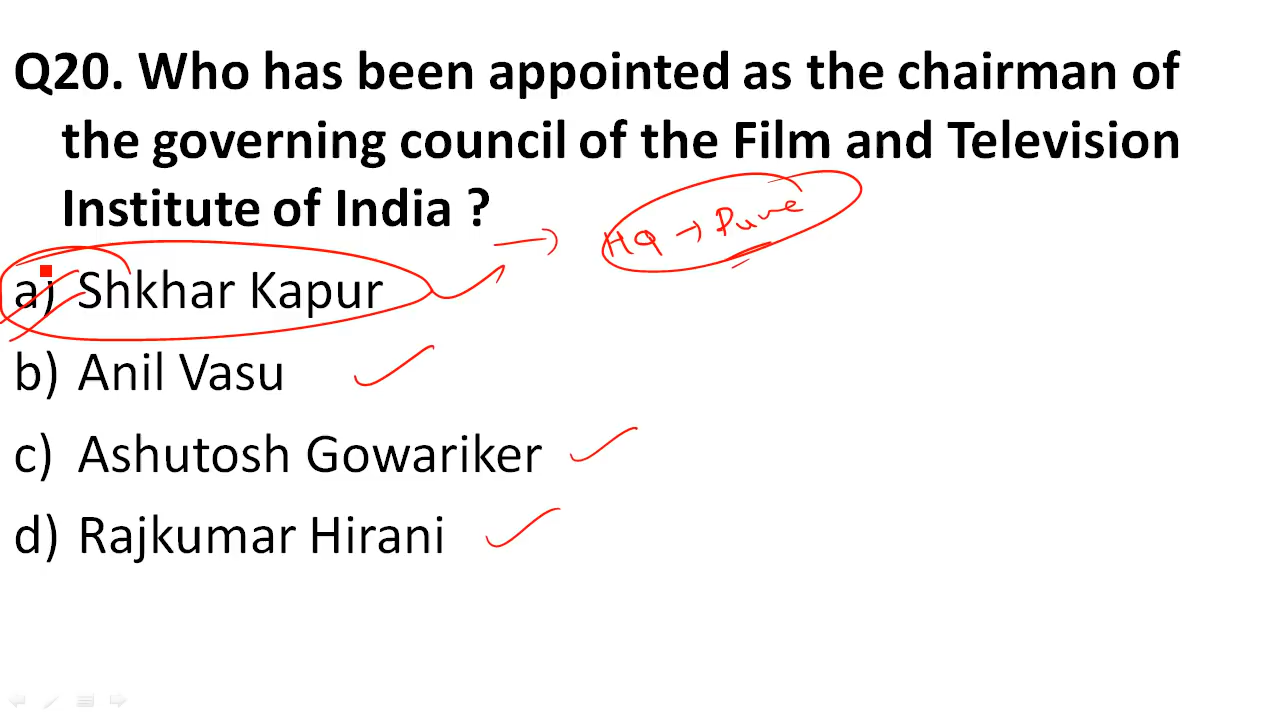 Q20. Who has been appointed as the chairman of
the governing council of the Film and Television
Institute of India ?
HQ → Pune
a) Shkhar Kapur
b) Anil Vasu
c) Ashutosh Gowariker
d) Rajkumar Hirani